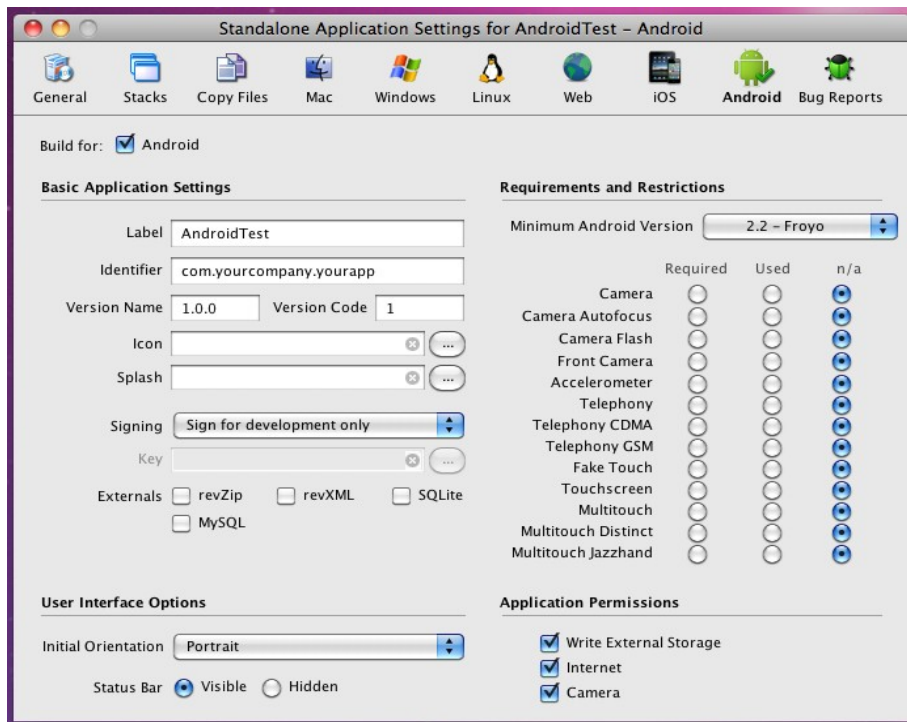 Standalone Application Settings for AndroidTest – Android
General Stacks Copy Files Mac Windows Linux Web iOS Android Bug Reports
Build for: Android
Basic Application Settings
Label AndroidTest
Identifier com.yourcompany.yourapp
Version Name 1.0.0 Version Code 1
Icon ...
Splash ...
Signing Sign for development only
Key ...
Externals revZip revXML SQLite
MySQL
User Interface Options
Initial Orientation Portrait
Status Bar Visible Hidden
Requirements and Restrictions
Minimum Android Version 2.2 – Froyo
Required Used n/a
Camera
Camera Autofocus
Camera Flash
Front Camera
Accelerometer
Telephony
Telephony CDMA
Telephony GSM
Fake Touch
Touchscreen
Multitouch
Multitouch Distinct
Multitouch Jazzhand
Application Permissions
Write External Storage
Internet
Camera